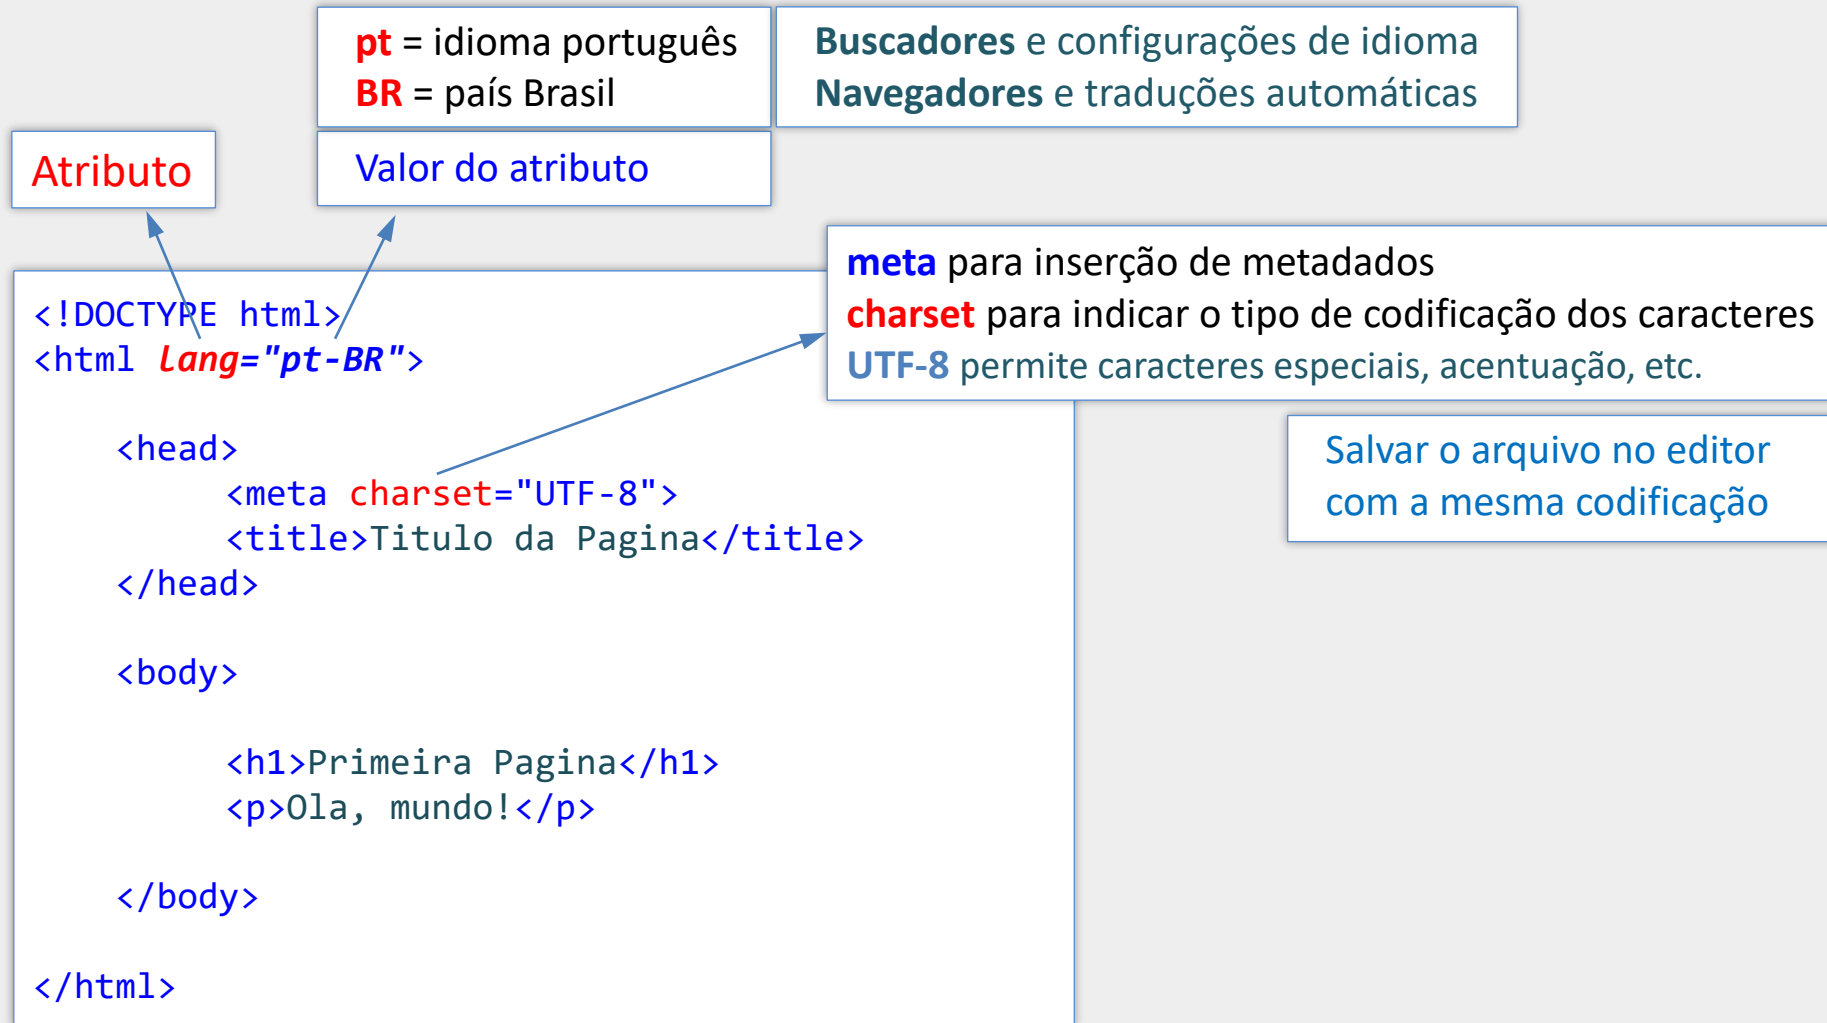 pt = idioma português
BR = país Brasil
Buscadores e configurações de idioma
Navegadores e traduções automáticas
Atributo
Valor do atributo
meta para inserção de metadados
charset para indicar o tipo de codificação dos caracteres
UTF-8 permite caracteres especiais, acentuação, etc.
Salvar o arquivo no editor
com a mesma codificação
<!DOCTYPE html>
<html lang="pt-BR">
<head>
<meta charset="UTF-8">
<title>Titulo da Pagina</title>
</head>
<body>
<h1>Primeira Pagina</h1>
<p>Ola, mundo!</p>
</body>
</html>